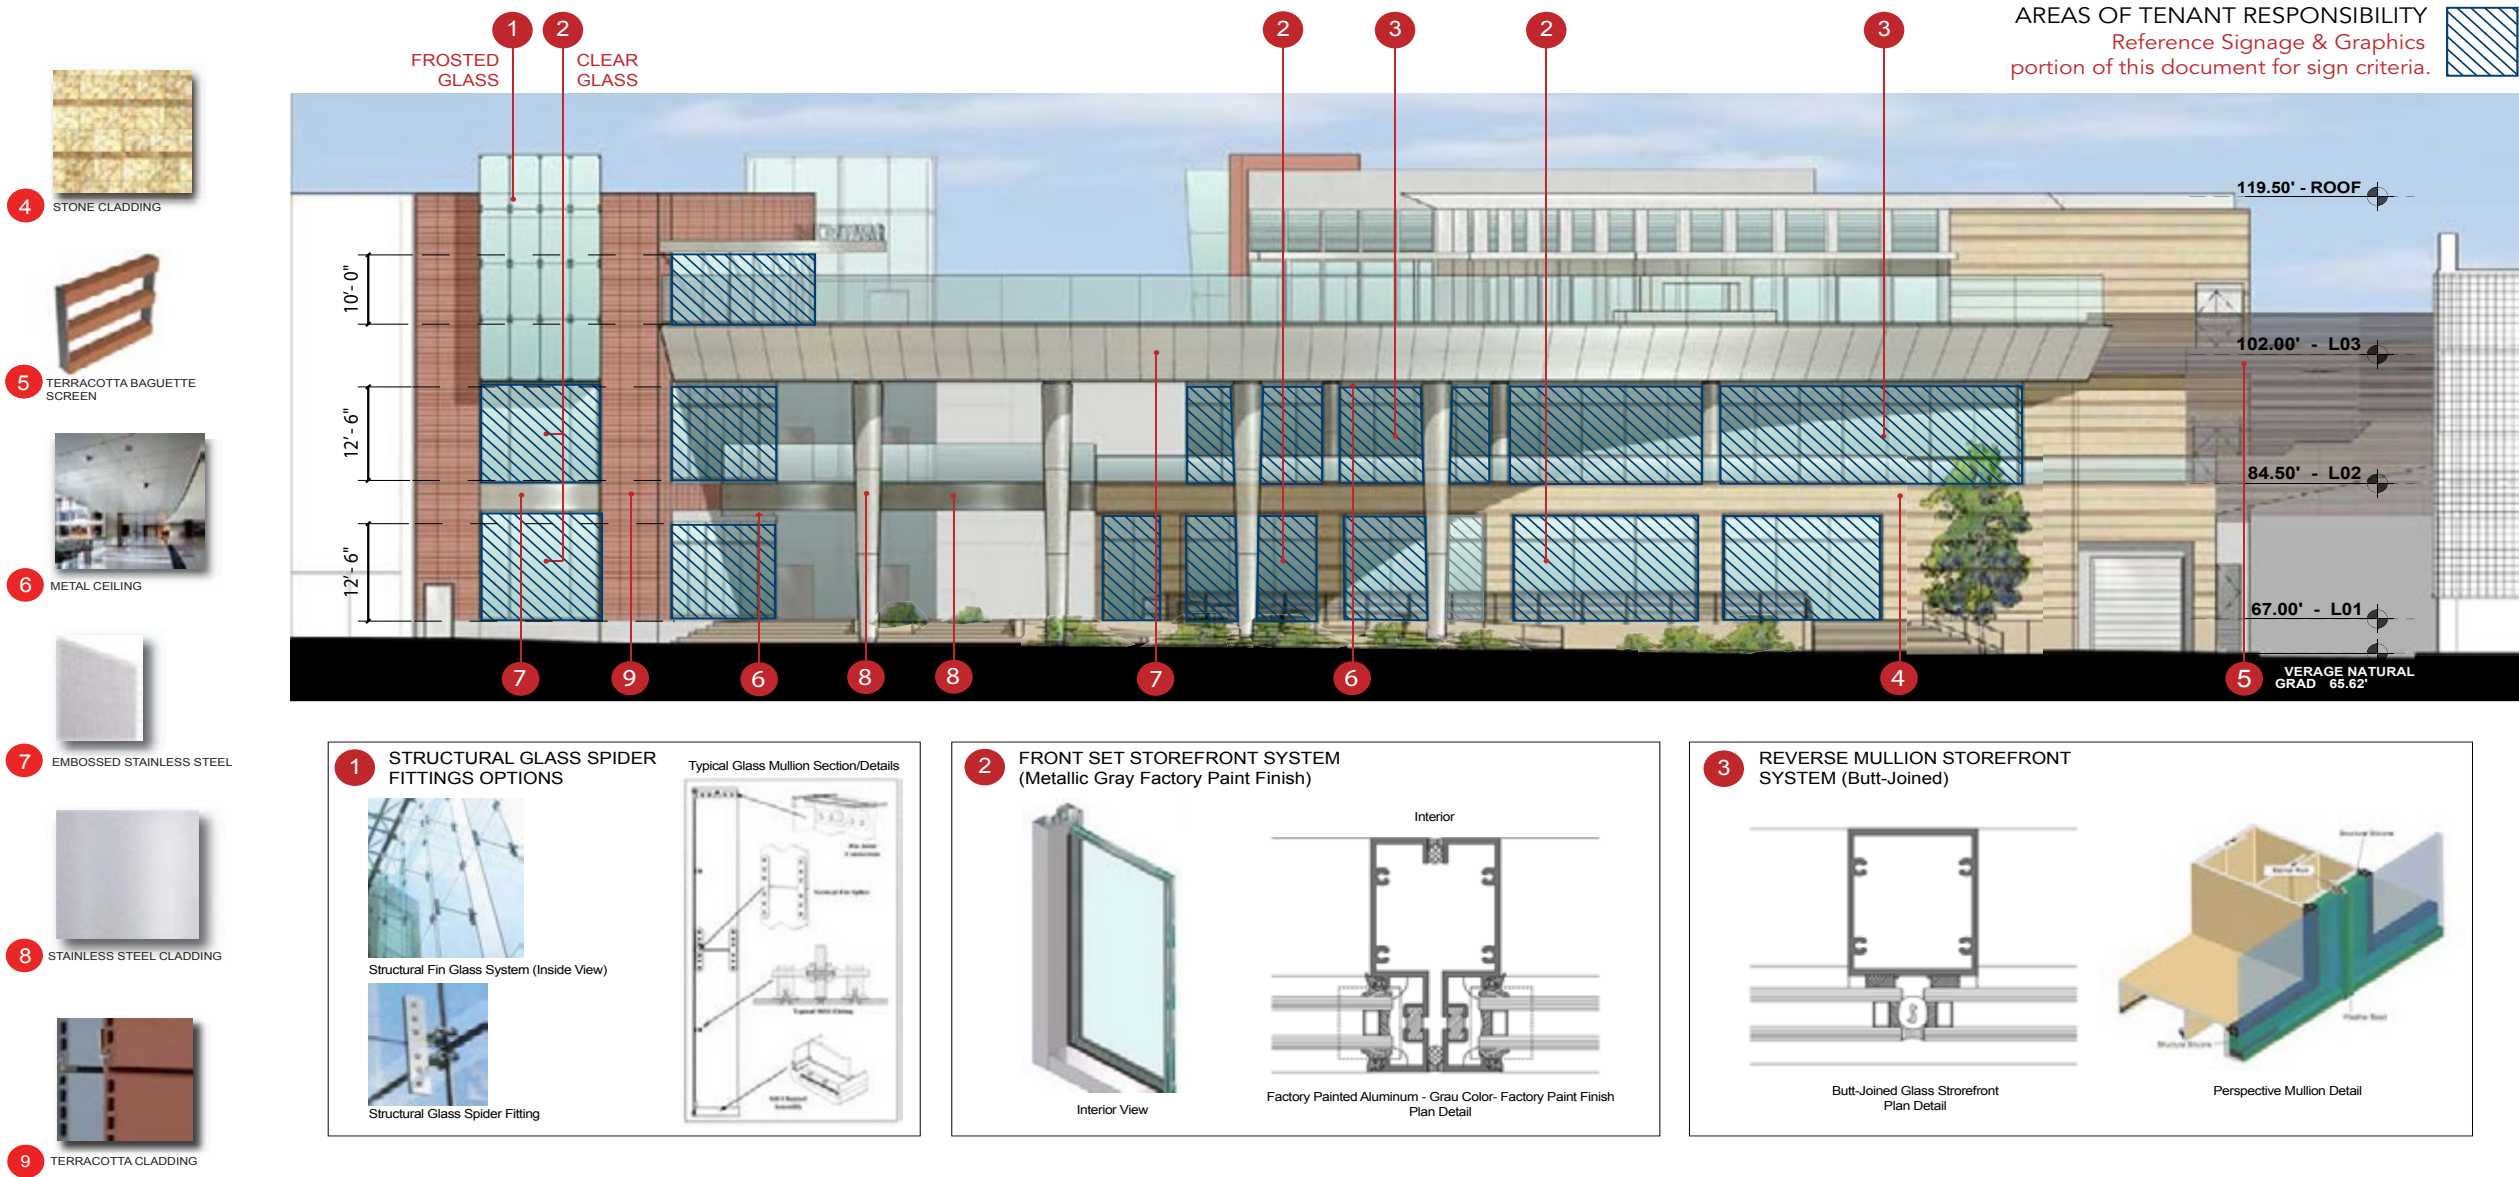 1
2
2
3
2
3
FROSTED
GLASS
CLEAR
GLASS
AREAS OF TENANT RESPONSIBILITY
Reference Signage & Graphics
portion of this document for sign criteria.
4
STONE CLADDING
5
TERRACOTTA BAGUETTE
SCREEN
6
METAL CEILING
7
EMBOSSED STAINLESS STEEL
8
STAINLESS STEEL CLADDING
9
TERRACOTTA CLADDING
10'- 0"
12'- 6"
12'- 6"
119.50' - ROOF
102.00' - L03
84.50' - L02
67.00' - L01
VERAGE NATURAL
GRAD 65.62'
7
9
6
8
8
7
6
4
5
1
STRUCTURAL GLASS SPIDER
FITTINGS OPTIONS
Typical Glass Mullion Section/Details
Structural Fin Glass System (Inside View)
Structural Glass Spider Fitting
2
FRONT SET STOREFRONT SYSTEM
(Metallic Gray Factory Paint Finish)
Interior
Interior View
Factory Painted Aluminum - Grau Color- Factory Paint Finish
Plan Detail
3
REVERSE MULLION STOREFRONT
SYSTEM (Butt-Joined)
Structural Silicone
Structural Silicone
Butt-Joined Glass Strorefront
Plan Detail
Perspective Mullion Detail